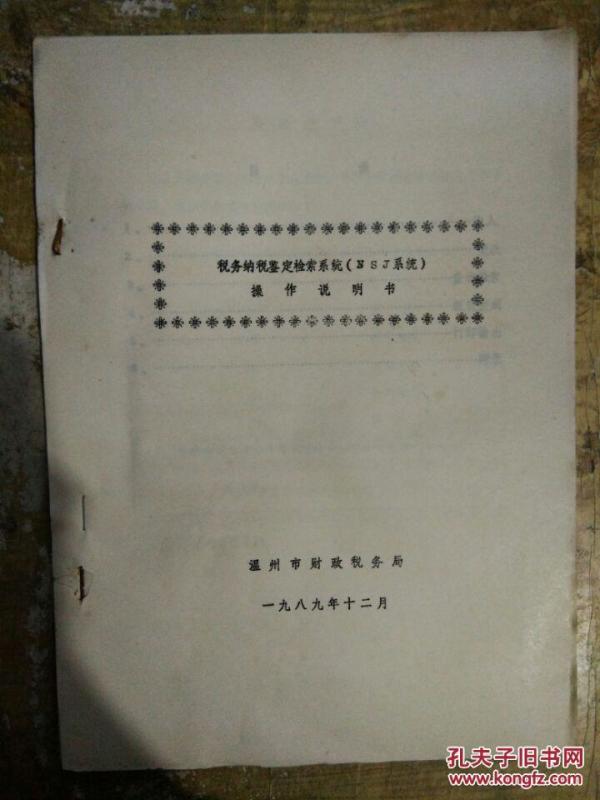 税务纳税鉴定检索系统(NSJ系统)
操作说明书
温州市财政税务局
一九八九年十二月
孔夫子旧书网
www.kongfz.com